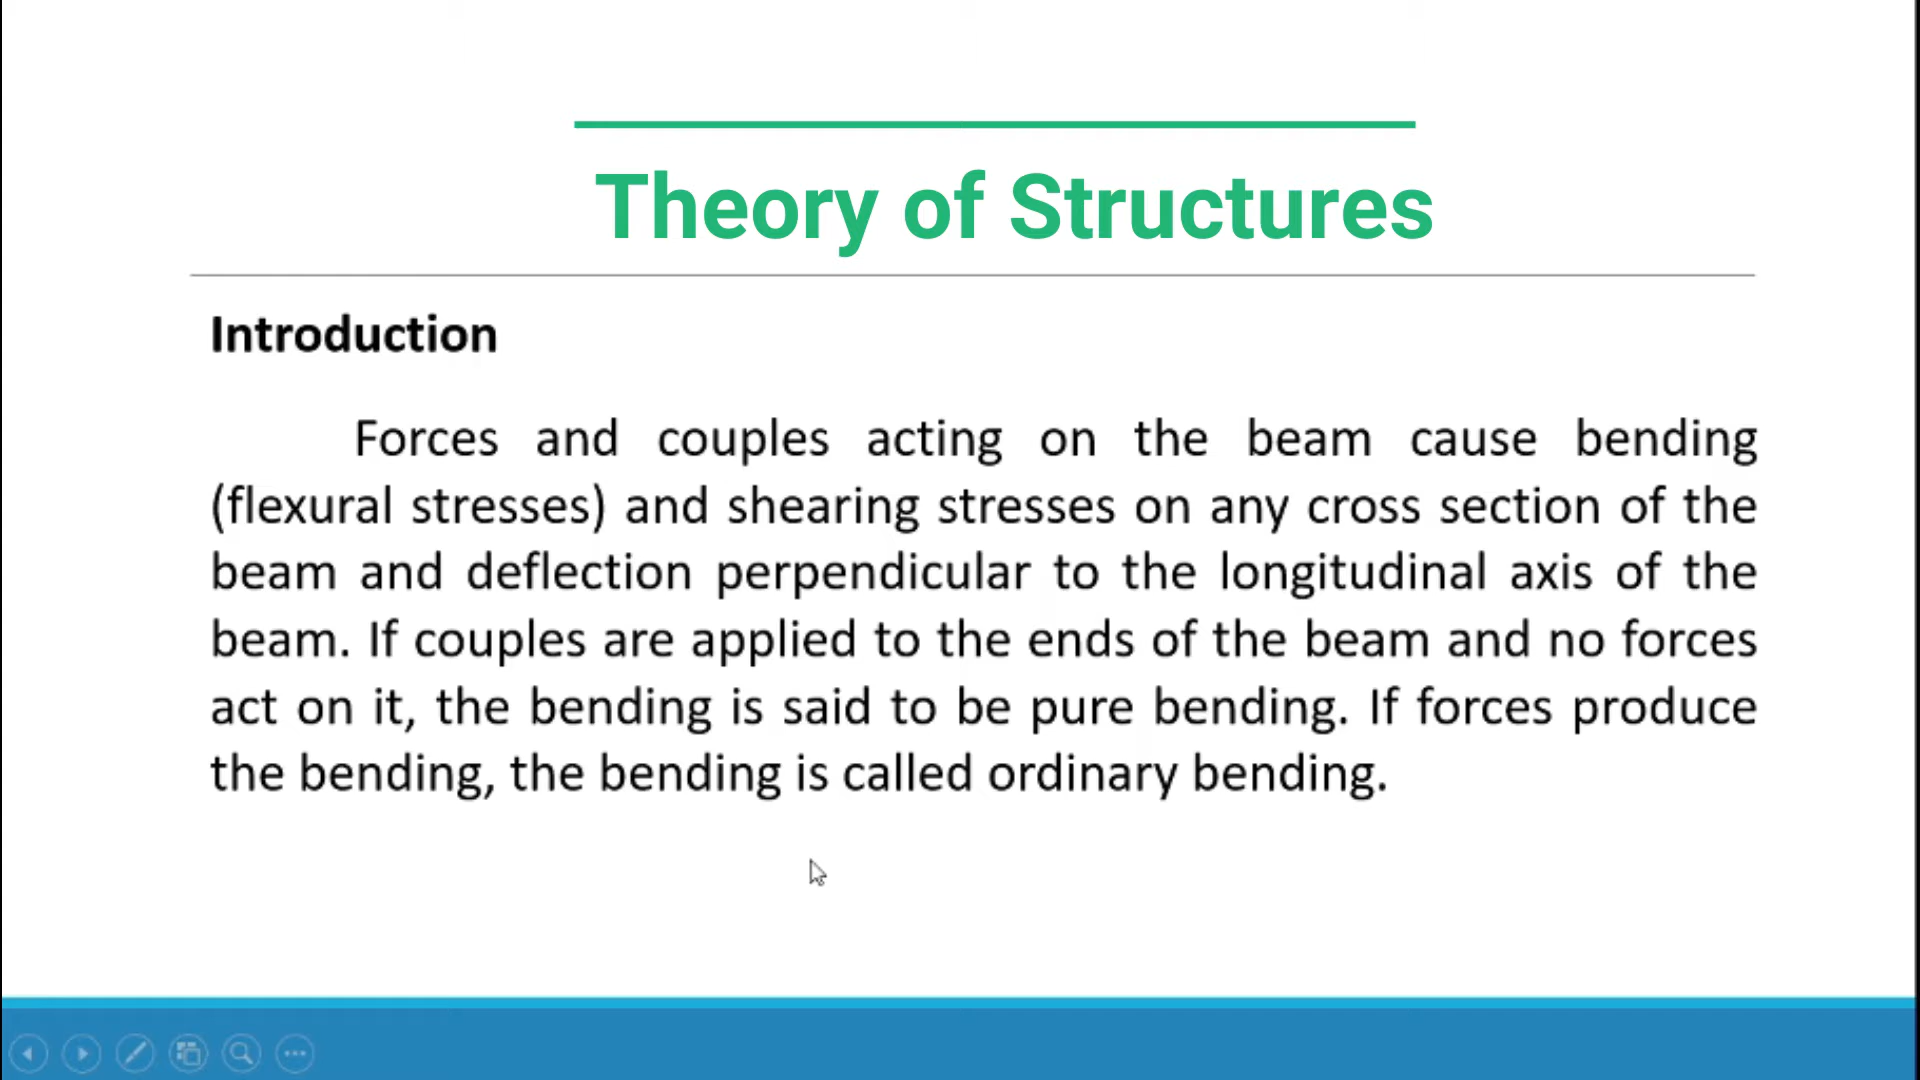 Theory of Structures
Introduction
Forces and couples acting on the beam cause bending
(flexural stresses) and shearing stresses on any cross section of the
beam and deflection perpendicular to the longitudinal axis of the
beam. If couples are applied to the ends of the beam and no forces
act on it, the bending is said to be pure bending. If forces produce
the bending, the bending is called ordinary bending.